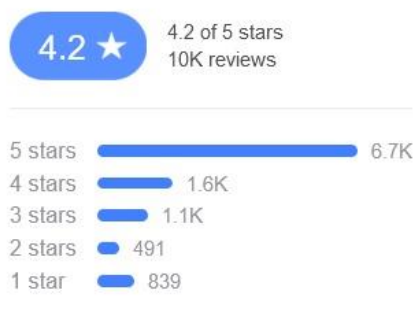 4.2 ★
4.2 of 5 stars
10K reviews
5 stars 6.7K
4 stars 1.6K
3 stars 1.1K
2 stars 491
1 star 839